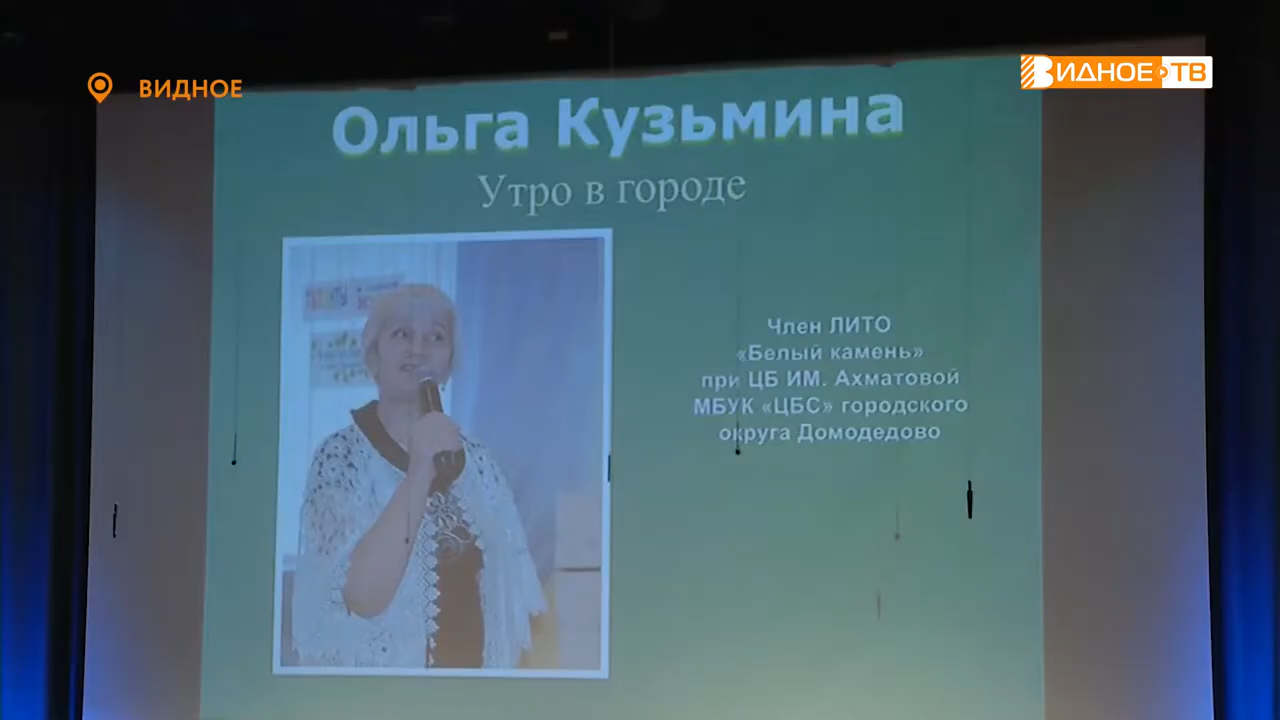 ВИДНОЕ
ВИДНОЕ ТВ
Ольга Кузьмина
Утро в городе
Член ЛИТО
«Белый камень»
при ЦБ ИМ. Ахматовой
МБУК «ЦБС» городского
округа Домодедово